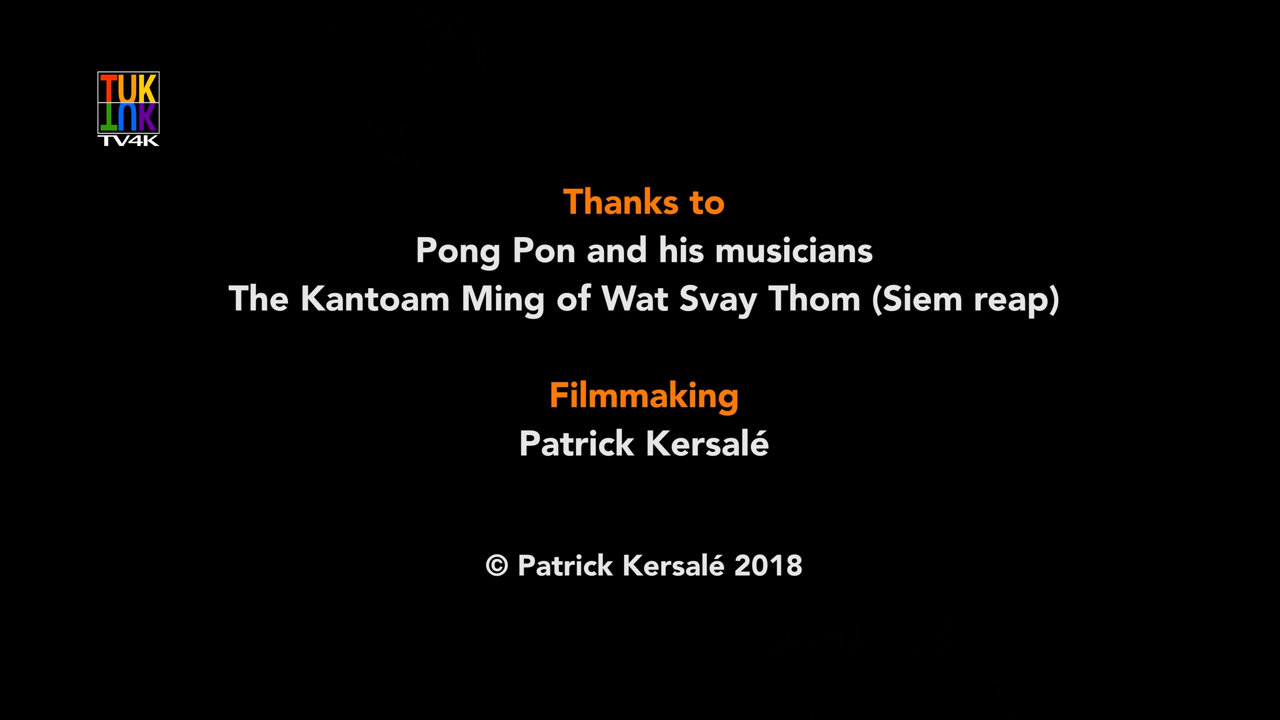 TUK
TUK
TV4K
Thanks to
Pong Pon and his musicians
The Kantoam Ming of Wat Svay Thom (Siem reap)
Filmmaking
Patrick Kersalé
© Patrick Kersalé 2018